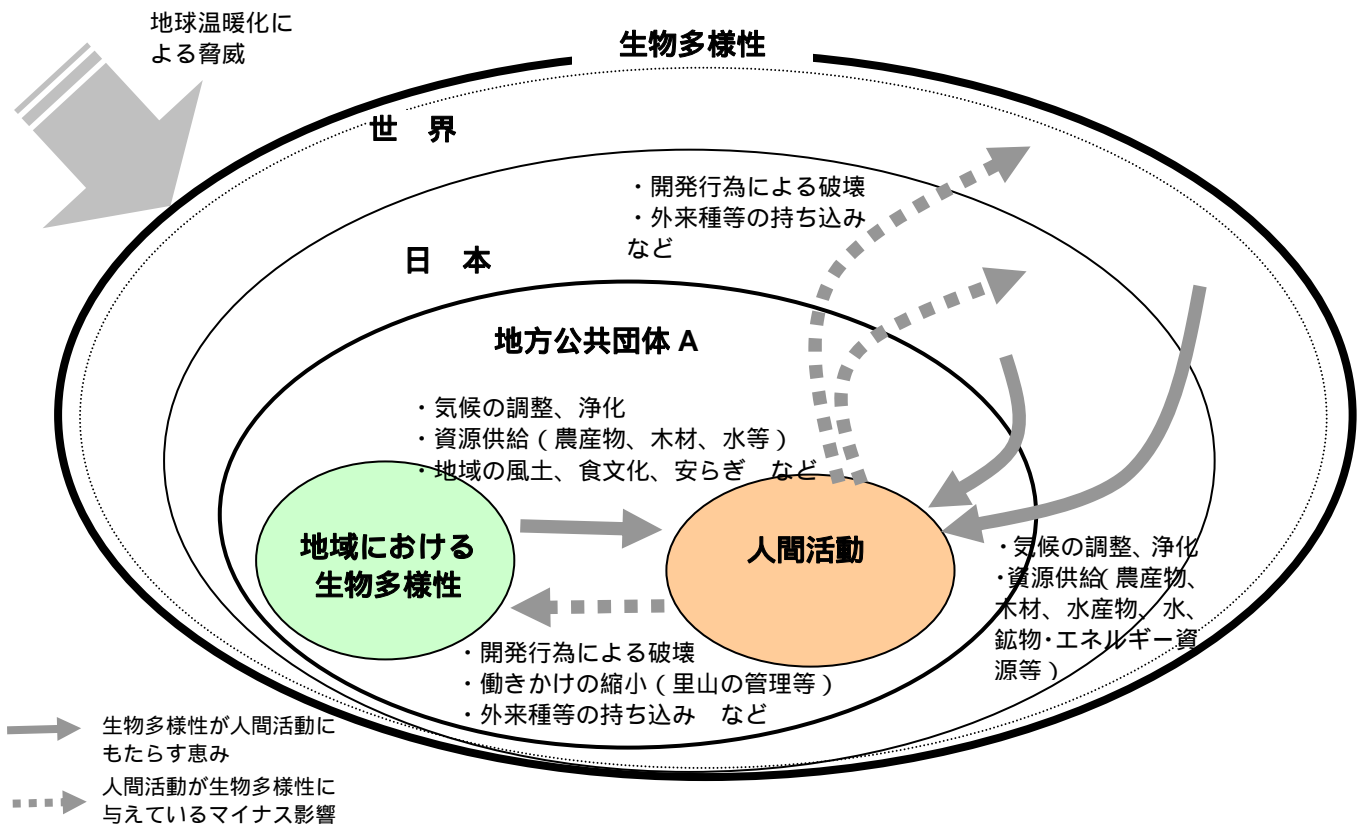 地球温暖化に
よる脅威
生物多様性
世　界
・開発行為による破壊
・外来種等の持ち込み
など
日　本
地方公共団体 A
・気候の調整、浄化
・資源供給（農産物、木材、水等）
・地域の風土、食文化、安らぎ　など
地域における
生物多様性
人間活動
・気候の調整、浄化
・資源供給（農産物、
木材、水産物、水、
鉱物・エネルギー資
源等）
・開発行為による破壊
・働きかけの縮小（里山の管理等）
・外来種等の持ち込み　など
生物多様性が人間活動に
もたらす恵み
人間活動が生物多様性に
与えているマイナス影響